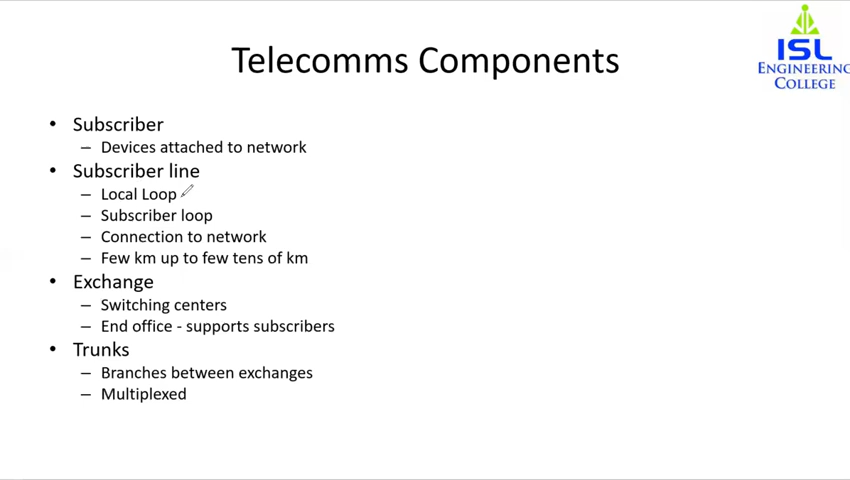 Telecomms Components
ISL
ENGINEERING
COLLEGE
• Subscriber
– Devices attached to network
• Subscriber line
– Local Loop
– Subscriber loop
– Connection to network
– Few km up to few tens of km
• Exchange
– Switching centers
– End office - supports subscribers
• Trunks
– Branches between exchanges
– Multiplexed